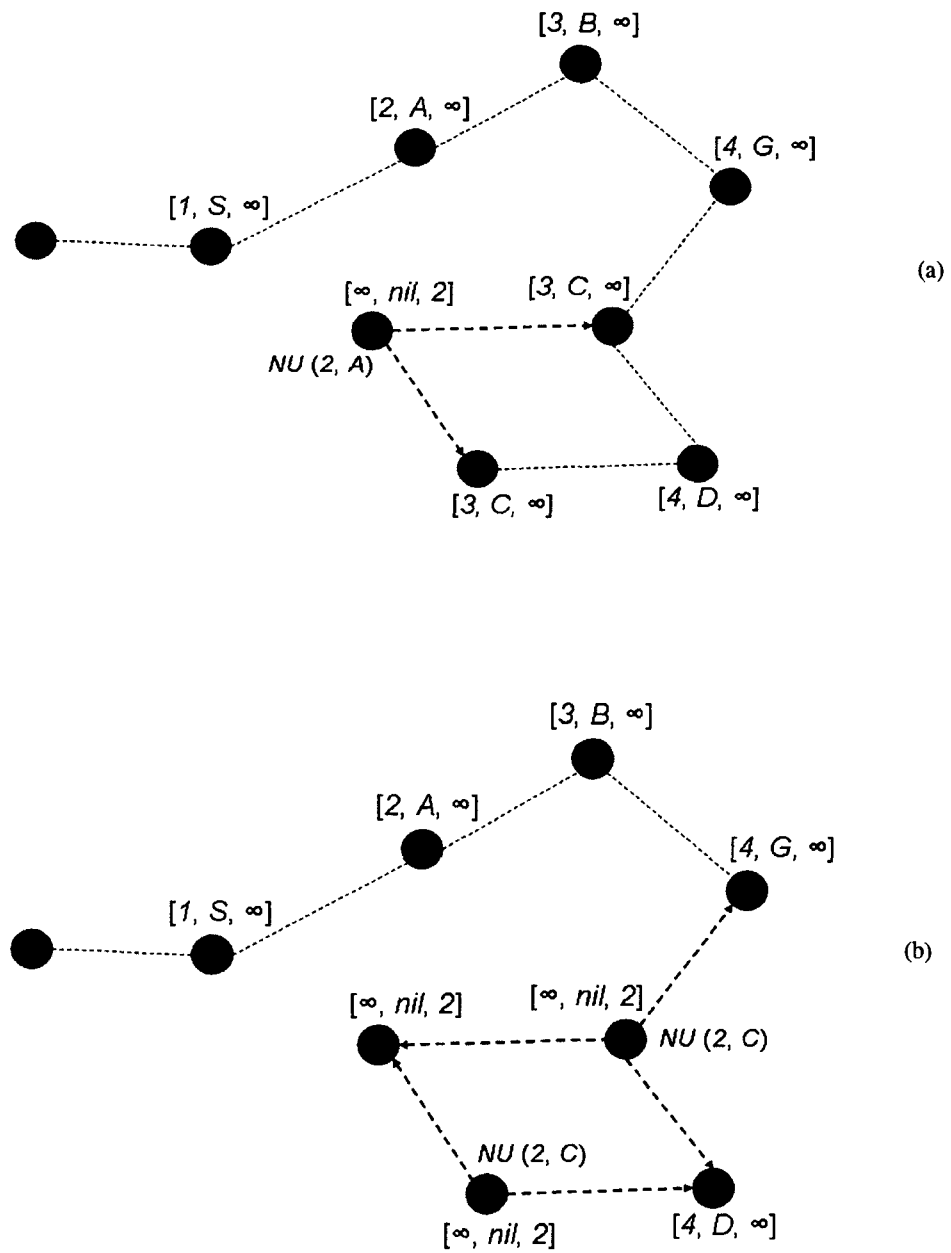 [3, B, ∞]
[2, A, ∞]
[4, G, ∞]
[1, S, ∞]
(a)
[∞, nil, 2]
[3, C, ∞]
NU (2, A)
[3, C, ∞]
[4, D, ∞]
[3, B, ∞]
[2, A, ∞]
[4, G, ∞]
[1, S, ∞]
(b)
[∞, nil, 2]
[∞, nil, 2]
NU (2, C)
NU (2, C)
[∞, nil, 2]
[4, D, ∞]